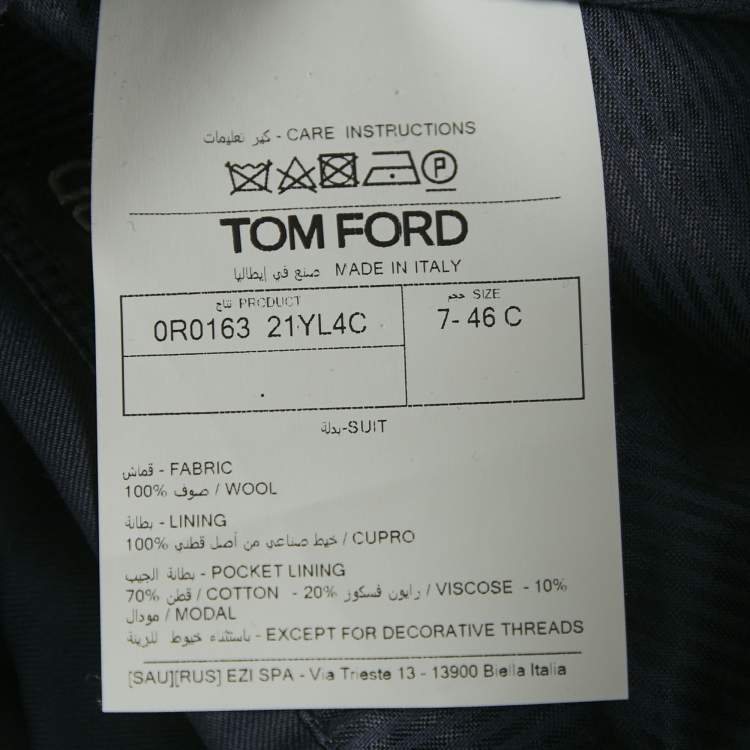 كير تعليمات - CARE INSTRUCTIONS
P
TOM FORD
صنع في إيطاليا MADE IN ITALY
نتاج PRODUCT
0R0163 21YL4C
حجم SIZE
7- 46 C
بدلة-SUIT
قماش - FABRIC
100% صوف / WOOL
بطانة - LINING
100% خيط صناعي من أصل قطني / CUPRO
بطانة الجيب - POCKET LINING
70% قطن / COTTON - 20% رايون فسكوز / VISCOSE - 10%
مودال / MODAL
باستثناء خيوط للزينة - EXCEPT FOR DECORATIVE THREADS
[SAU][RUS] EZI SPA - Via Trieste 13 - 13900 Biella Italia